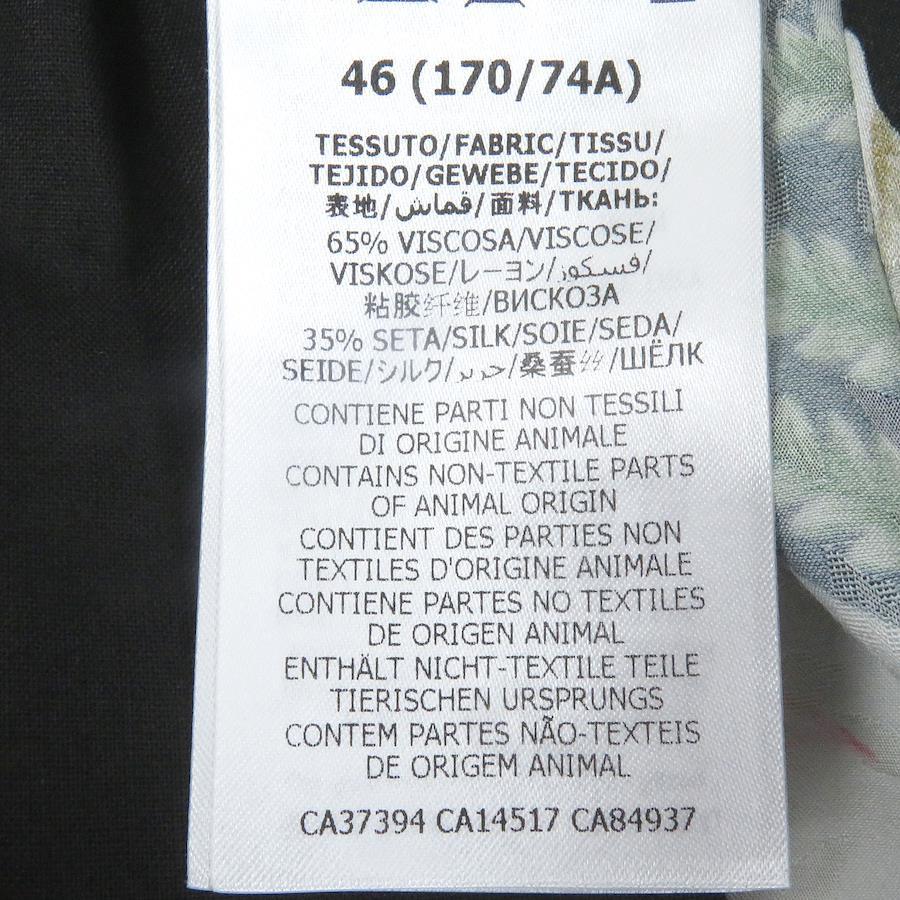 46 (170/74A)
TESSUTO/FABRIC/TISSU/
TEJIDO/GEWEBE/TECIDO/
表地/قماش/面料/ТКАНЬ:
65% VISCOSA/VISCOSE/
VISKOSE/レーヨン/فسكوز/
粘胶纤维/ВИСКОЗА
35% SETA/SILK/SOIE/SEDA/
SEIDE/シルク/حرير/桑蚕丝/ШЁЛК
CONTIENE PARTI NON TESSILI
DI ORIGINE ANIMALE
CONTAINS NON-TEXTILE PARTS
OF ANIMAL ORIGIN
CONTIENT DES PARTIES NON
TEXTILES D'ORIGINE ANIMALE
CONTIENE PARTES NO TEXTILES
DE ORIGEN ANIMAL
ENTHÄLT NICHT-TEXTILE TEILE
TIERISCHEN URSPRUNGS
CONTEM PARTES NÃO-TEXTEIS
DE ORIGEM ANIMAL
CA37394 CA14517 CA84937